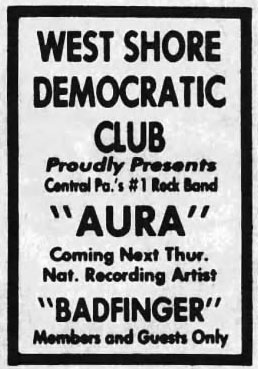 WEST SHORE
DEMOCRATIC
CLUB
Proudly Presents
Central Pa.'s #1 Rock Band
"AURA"
Coming Next Thur.
Nat. Recording Artist
"BADFINGER"
Members and Guests Only